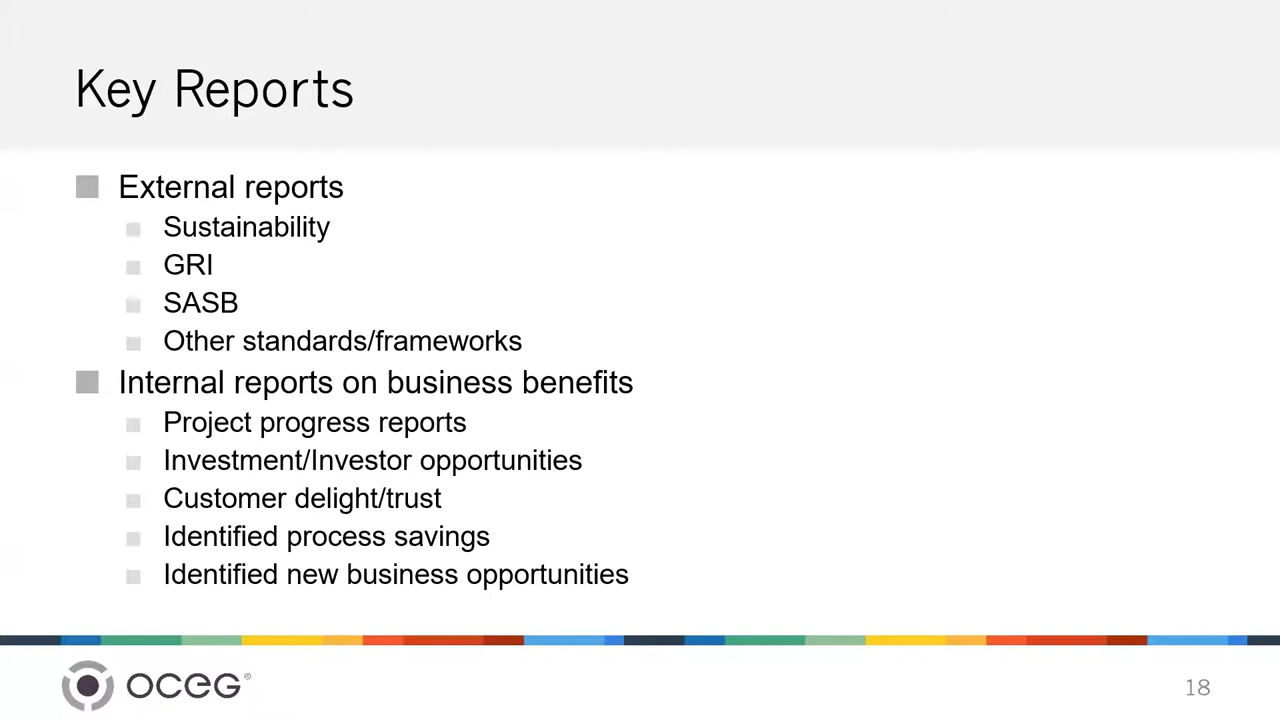 Key Reports
External reports
Sustainability
GRI
SASB
Other standards/frameworks
Internal reports on business benefits
Project progress reports
Investment/Investor opportunities
Customer delight/trust
Identified process savings
Identified new business opportunities
OCEG®
18